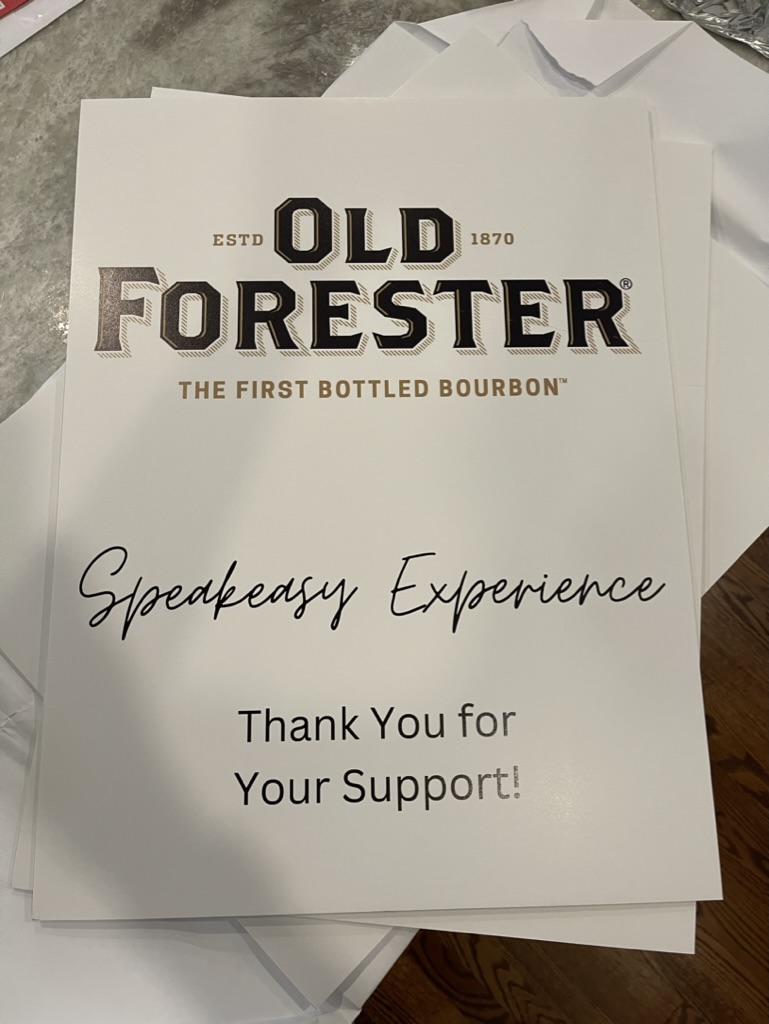 ESTD OLD 1870
FORESTER®
THE FIRST BOTTLED BOURBON™
Speakeasy Experience
Thank You for
Your Support!